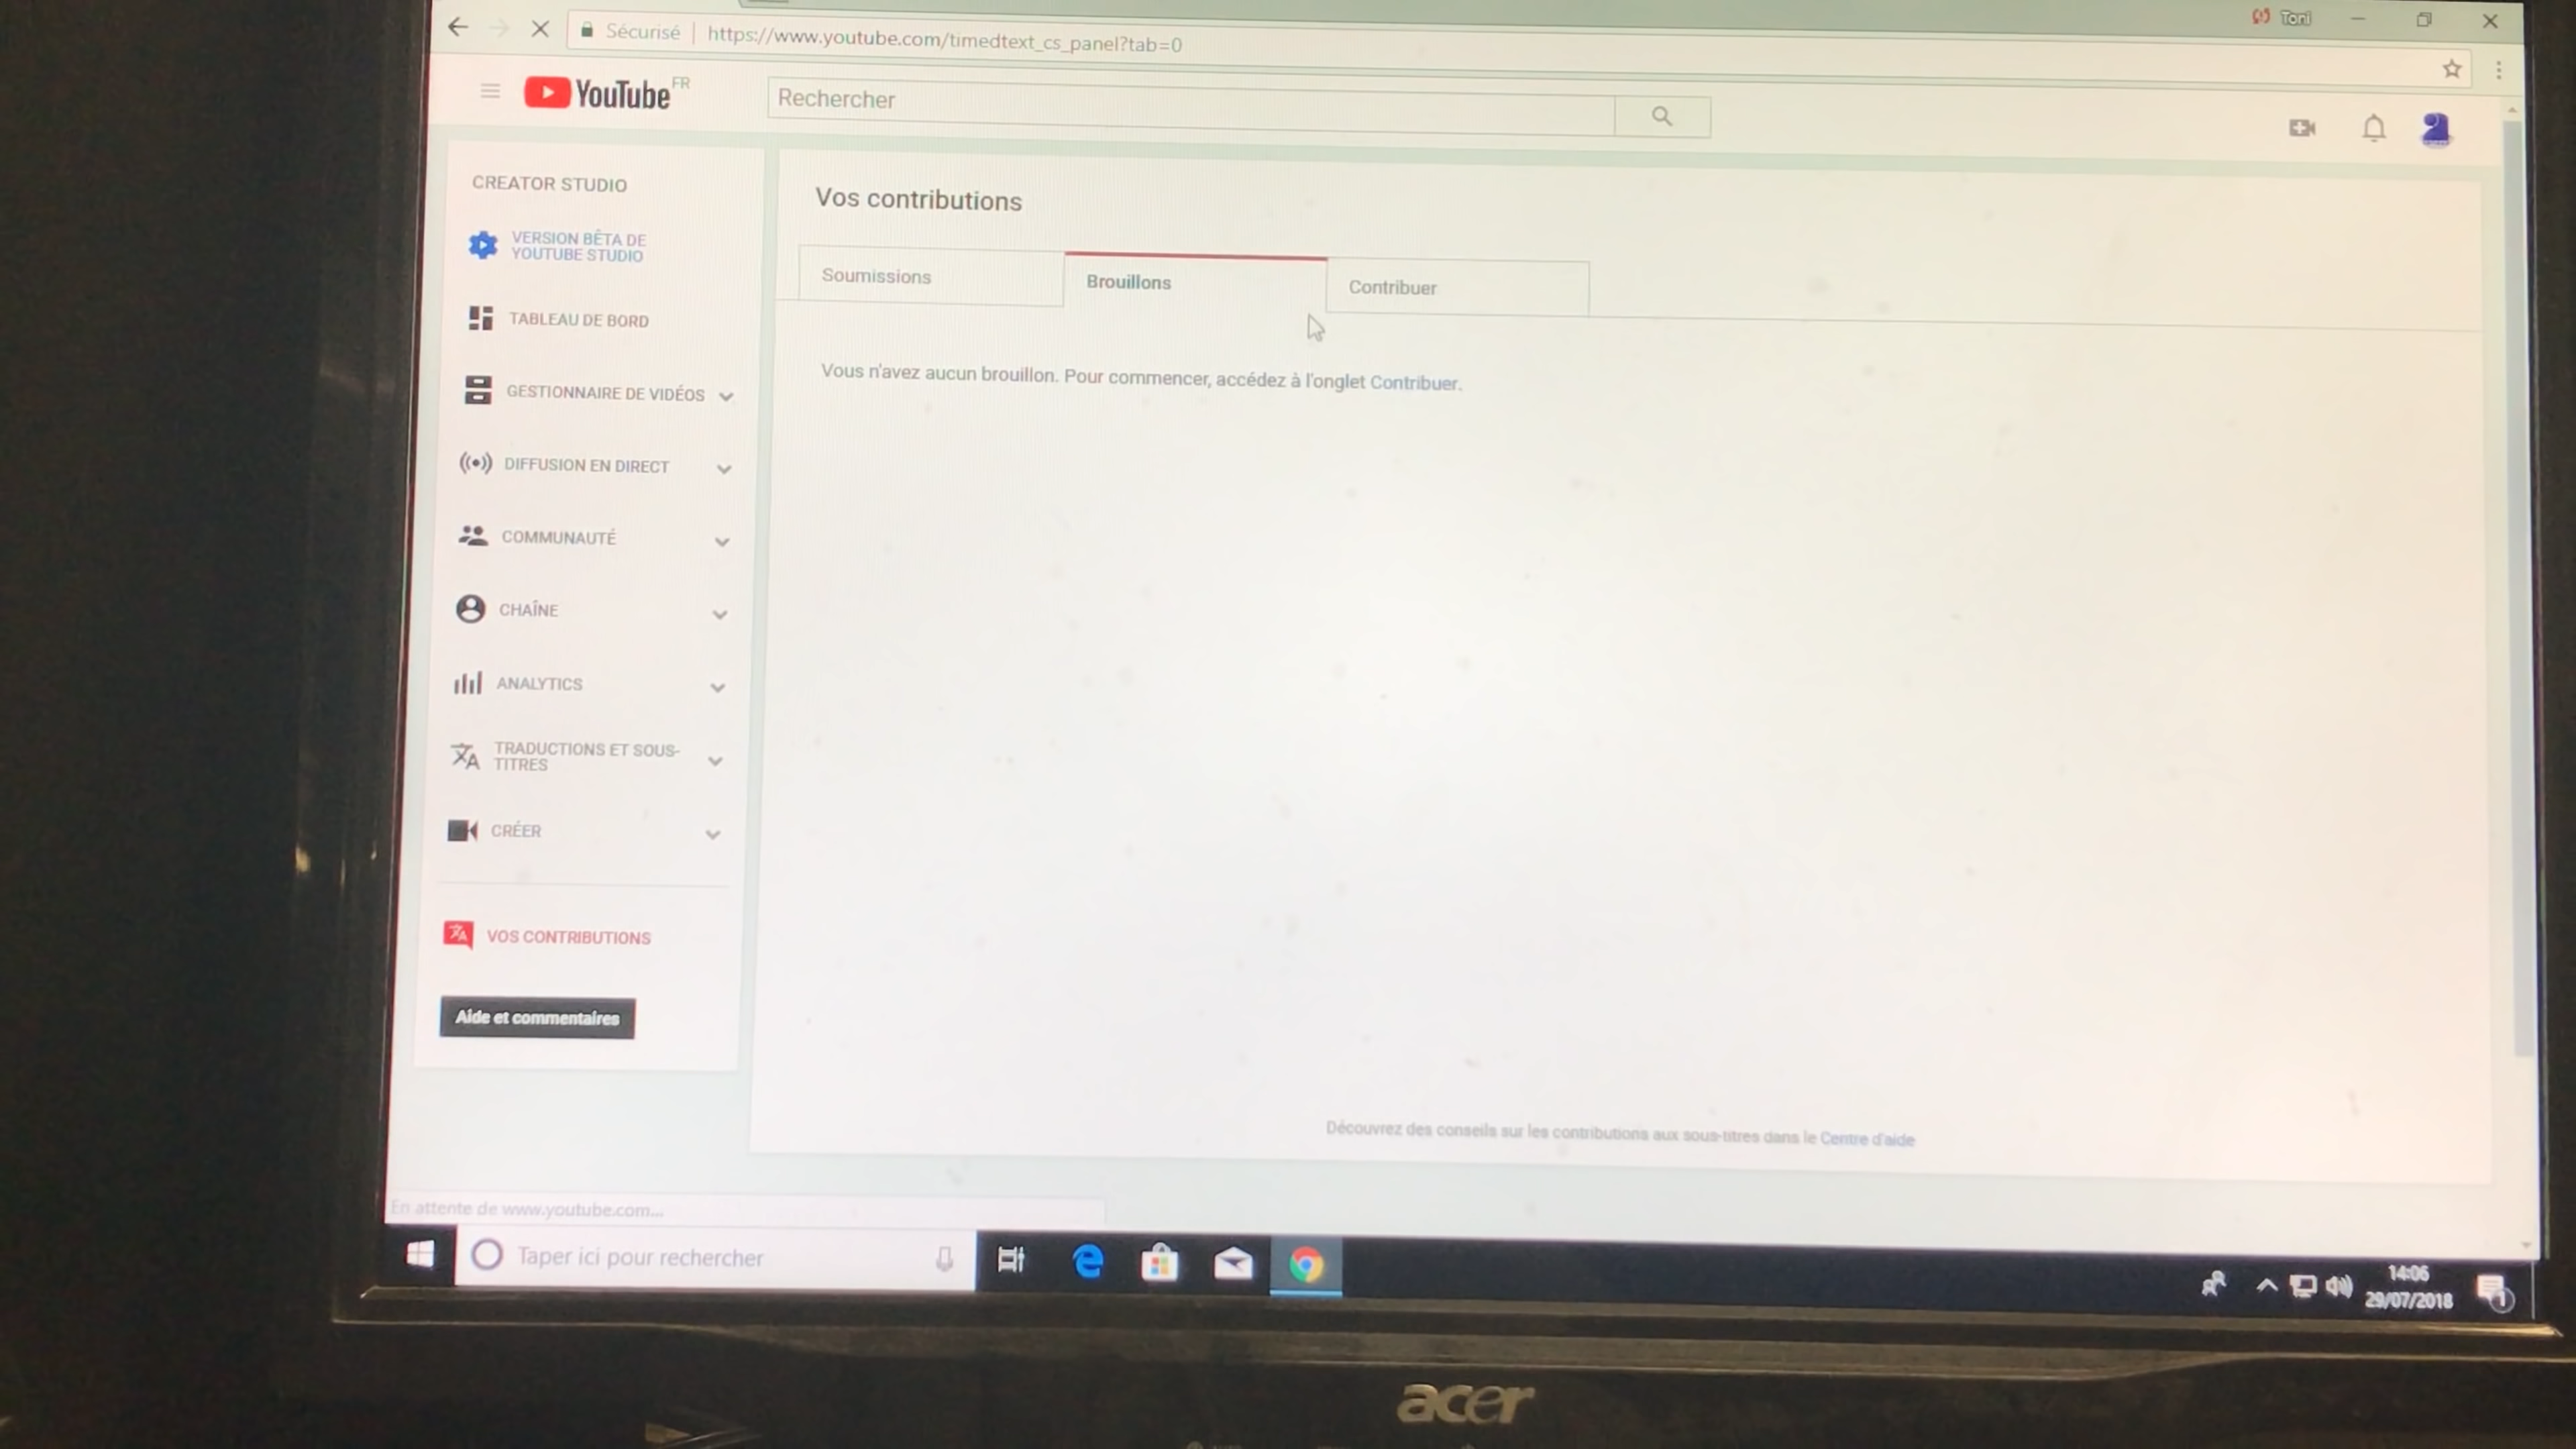 Toni
Sécurisé | https://www.youtube.com/timedtext_cs_panel?tab=0
YouTube FR
Rechercher
CREATOR STUDIO
VERSION BÊTA DE
YOUTUBE STUDIO
TABLEAU DE BORD
GESTIONNAIRE DE VIDÉOS
DIFFUSION EN DIRECT
COMMUNAUTÉ
CHAÎNE
ANALYTICS
TRADUCTIONS ET SOUS-
TITRES
CRÉER
VOS CONTRIBUTIONS
Aide et commentaires
Vos contributions
Soumissions
Brouillons
Contribuer
Vous n'avez aucun brouillon. Pour commencer, accédez à l'onglet Contribuer.
Découvrez des conseils sur les contributions aux sous-titres dans le Centre d'aide
En attente de www.youtube.com...
Taper ici pour rechercher
14:06
29/07/2018
1
acer